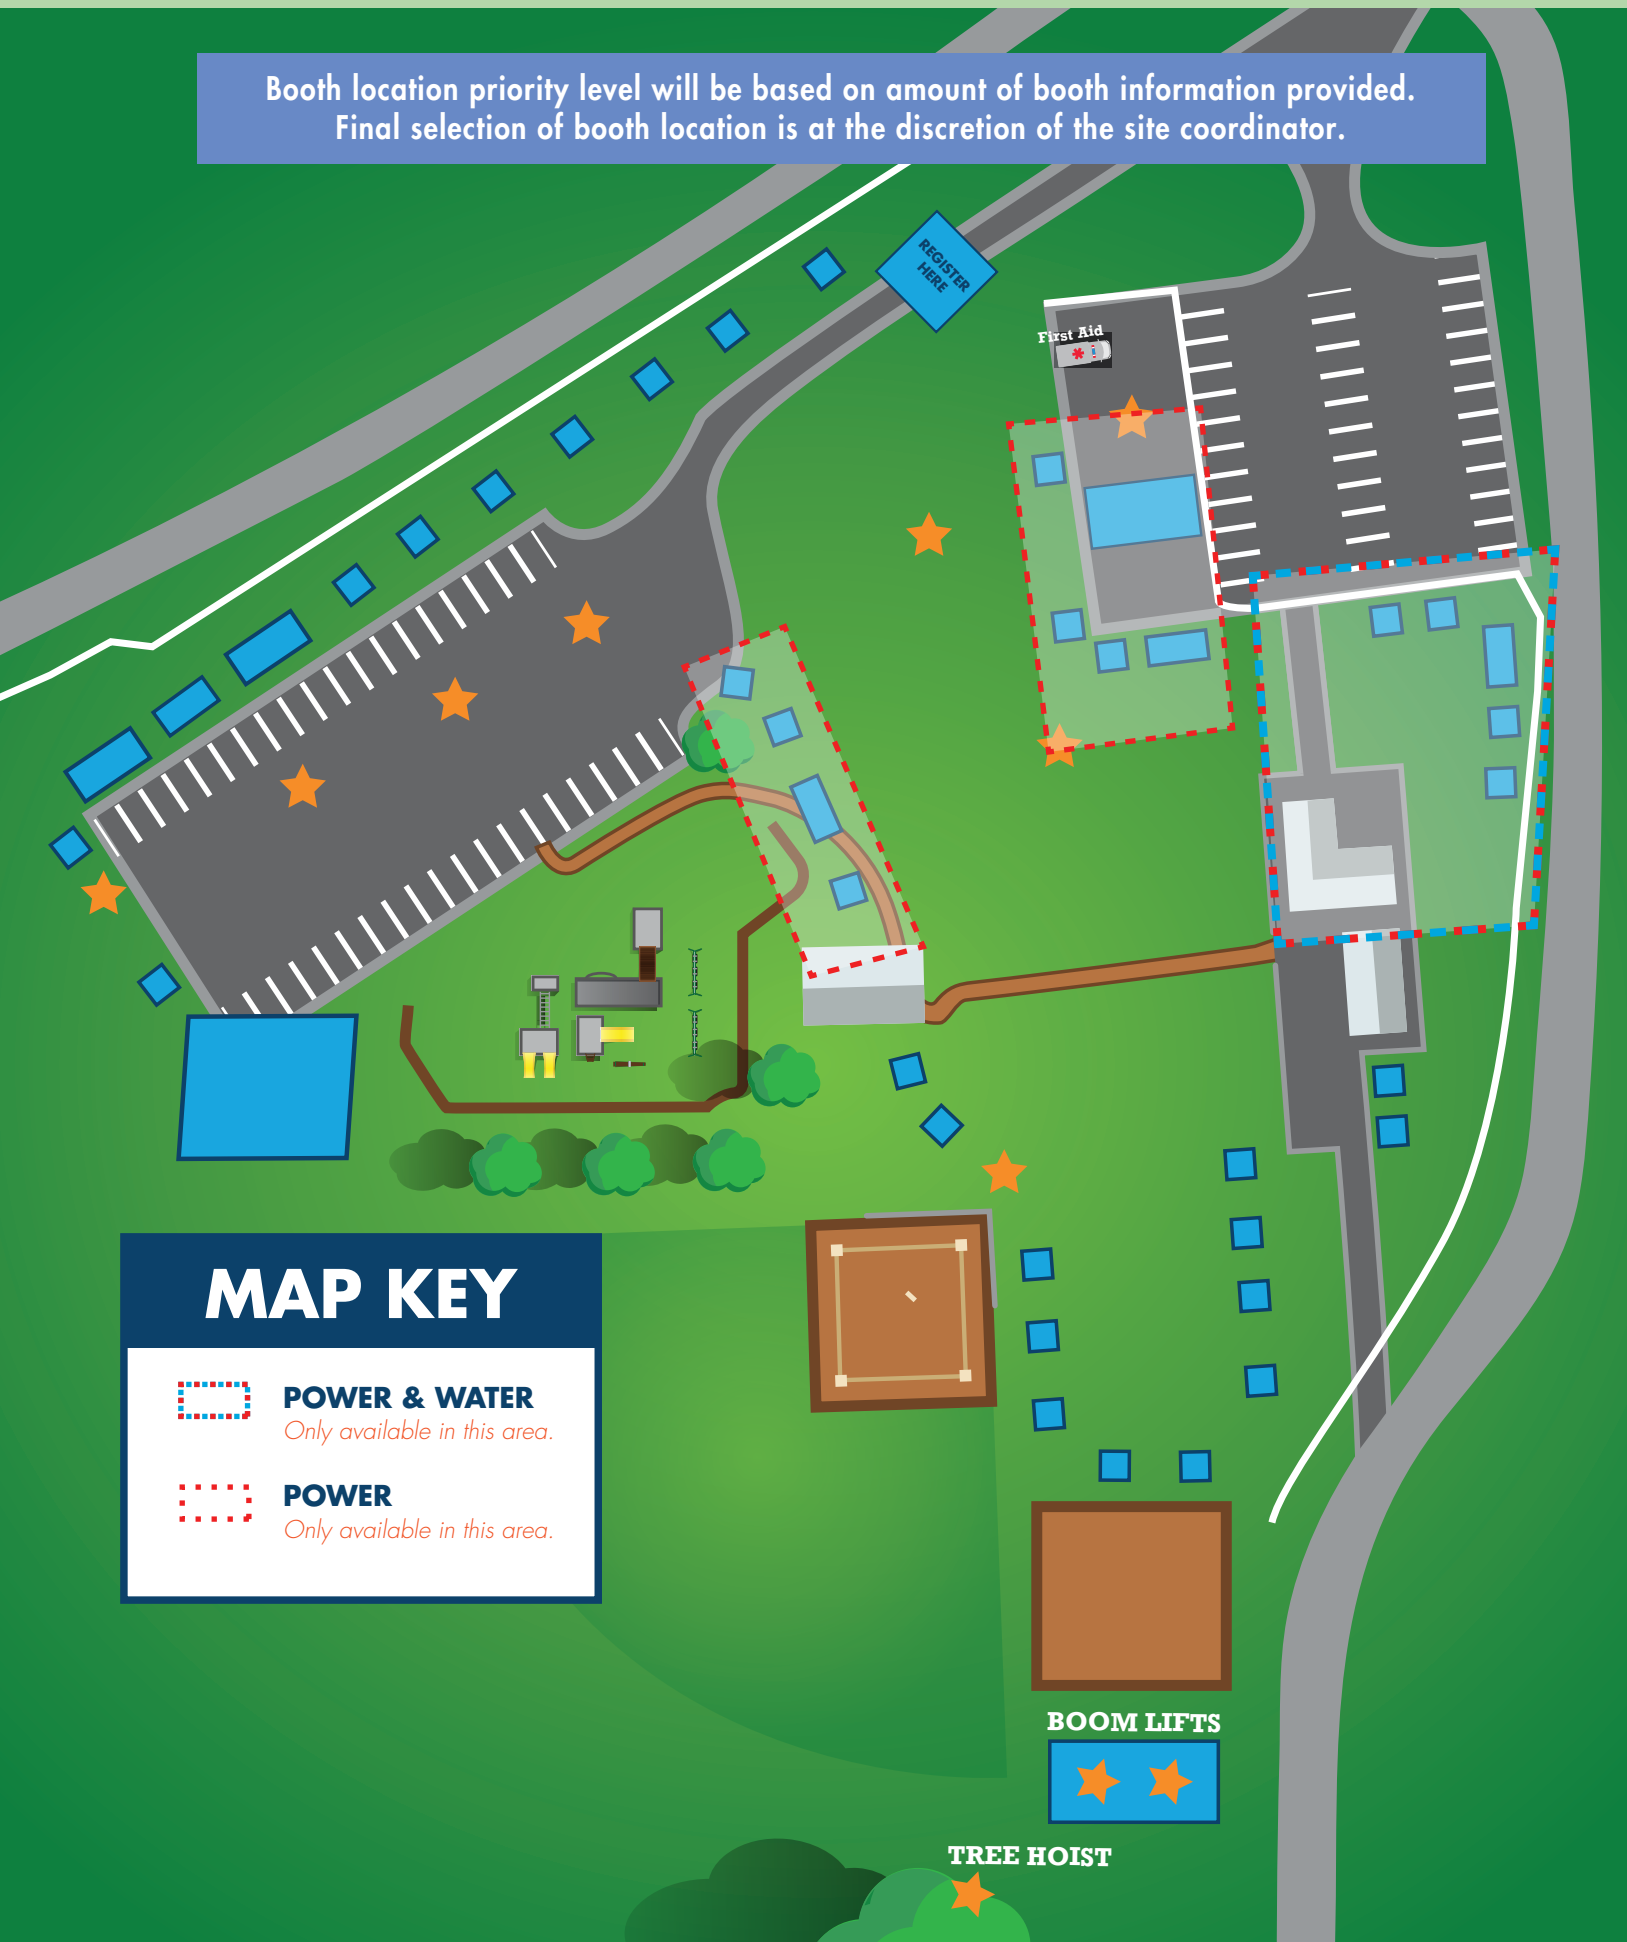 Booth location priority level will be based on amount of booth information provided.
Final selection of booth location is at the discretion of the site coordinator.
REGISTER
HERE
First Aid
MAP KEY
POWER & WATER
Only available in this area.
POWER
Only available in this area.
BOOM LIFTS
TREE HOIST